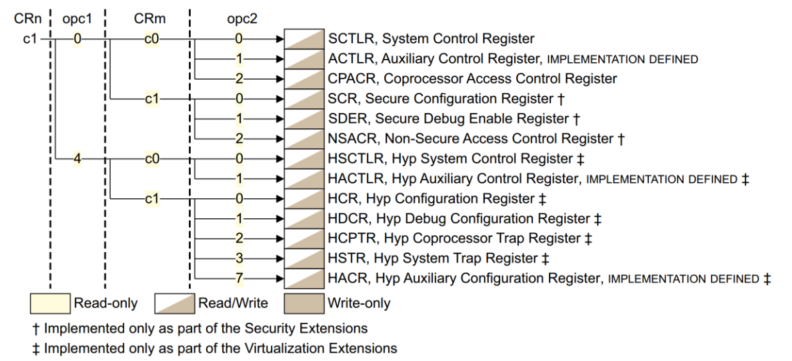 CRn opc1 CRm opc2
c1 0 c0 0 SCTLR, System Control Register
1 ACTLR, Auxiliary Control Register, IMPLEMENTATION DEFINED
2 CPACR, Coprocessor Access Control Register
c1 0 SCR, Secure Configuration Register †
1 SDER, Secure Debug Enable Register †
2 NSACR, Non-Secure Access Control Register †
4 c0 0 HSCTLR, Hyp System Control Register ‡
1 HACTLR, Hyp Auxiliary Control Register, IMPLEMENTATION DEFINED ‡
c1 0 HCR, Hyp Configuration Register ‡
1 HDCR, Hyp Debug Configuration Register ‡
2 HCPTR, Hyp Coprocessor Trap Register ‡
3 HSTR, Hyp System Trap Register ‡
7 HACR, Hyp Auxiliary Configuration Register, IMPLEMENTATION DEFINED ‡
Read-only Read/Write Write-only
† Implemented only as part of the Security Extensions
‡ Implemented only as part of the Virtualization Extensions